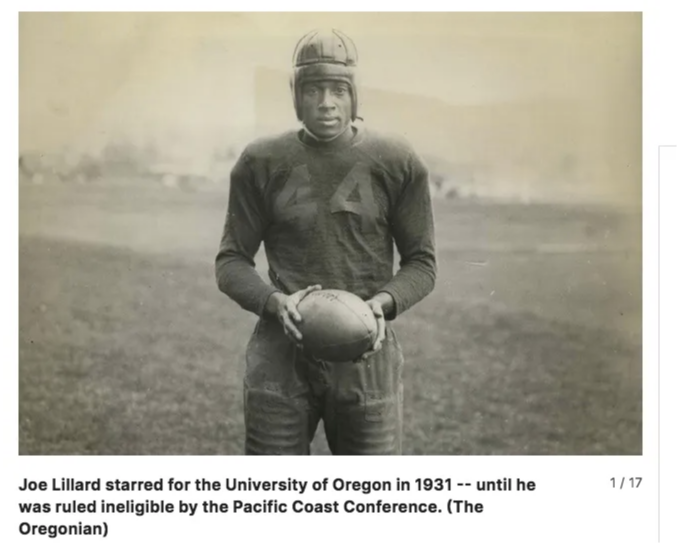 44
Joe Lillard starred for the University of Oregon in 1931 -- until he
was ruled ineligible by the Pacific Coast Conference. (The
Oregonian)
1 / 17